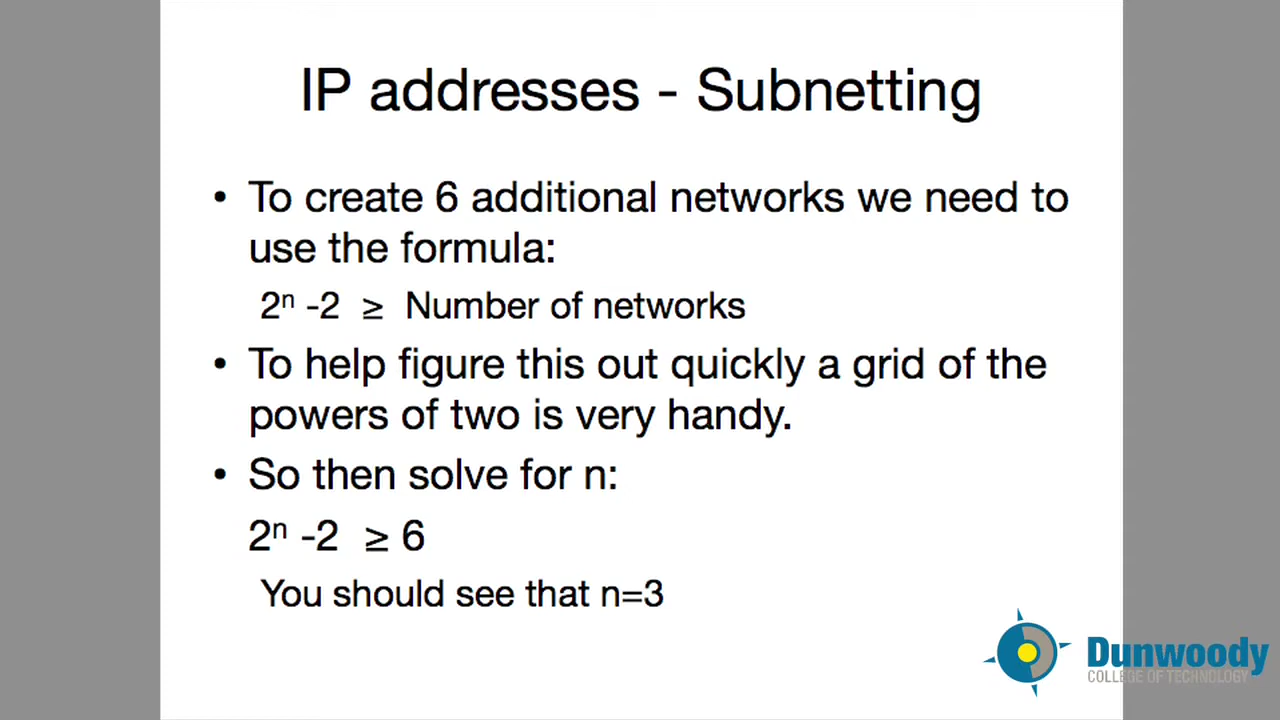 IP addresses - Subnetting
• To create 6 additional networks we need to
use the formula:
2ⁿ -2 ≥ Number of networks
• To help figure this out quickly a grid of the
powers of two is very handy.
• So then solve for n:
2ⁿ -2 ≥ 6
You should see that n=3
Dunwoody
COLLEGE OF TECHNOLOGY